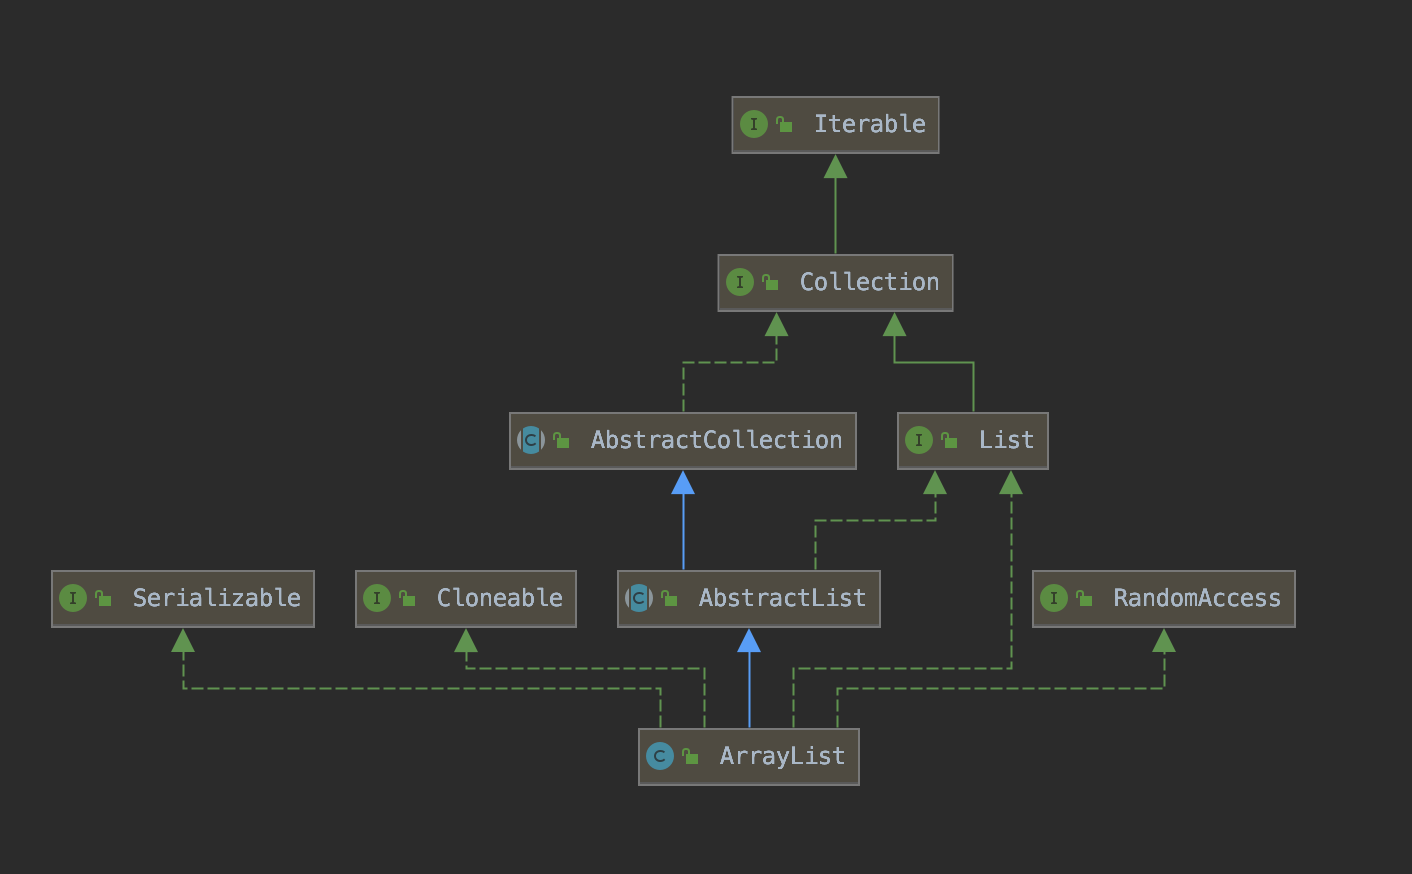 I Iterable
I Collection
C AbstractCollection
I List
I Serializable
I Cloneable
C AbstractList
I RandomAccess
C ArrayList